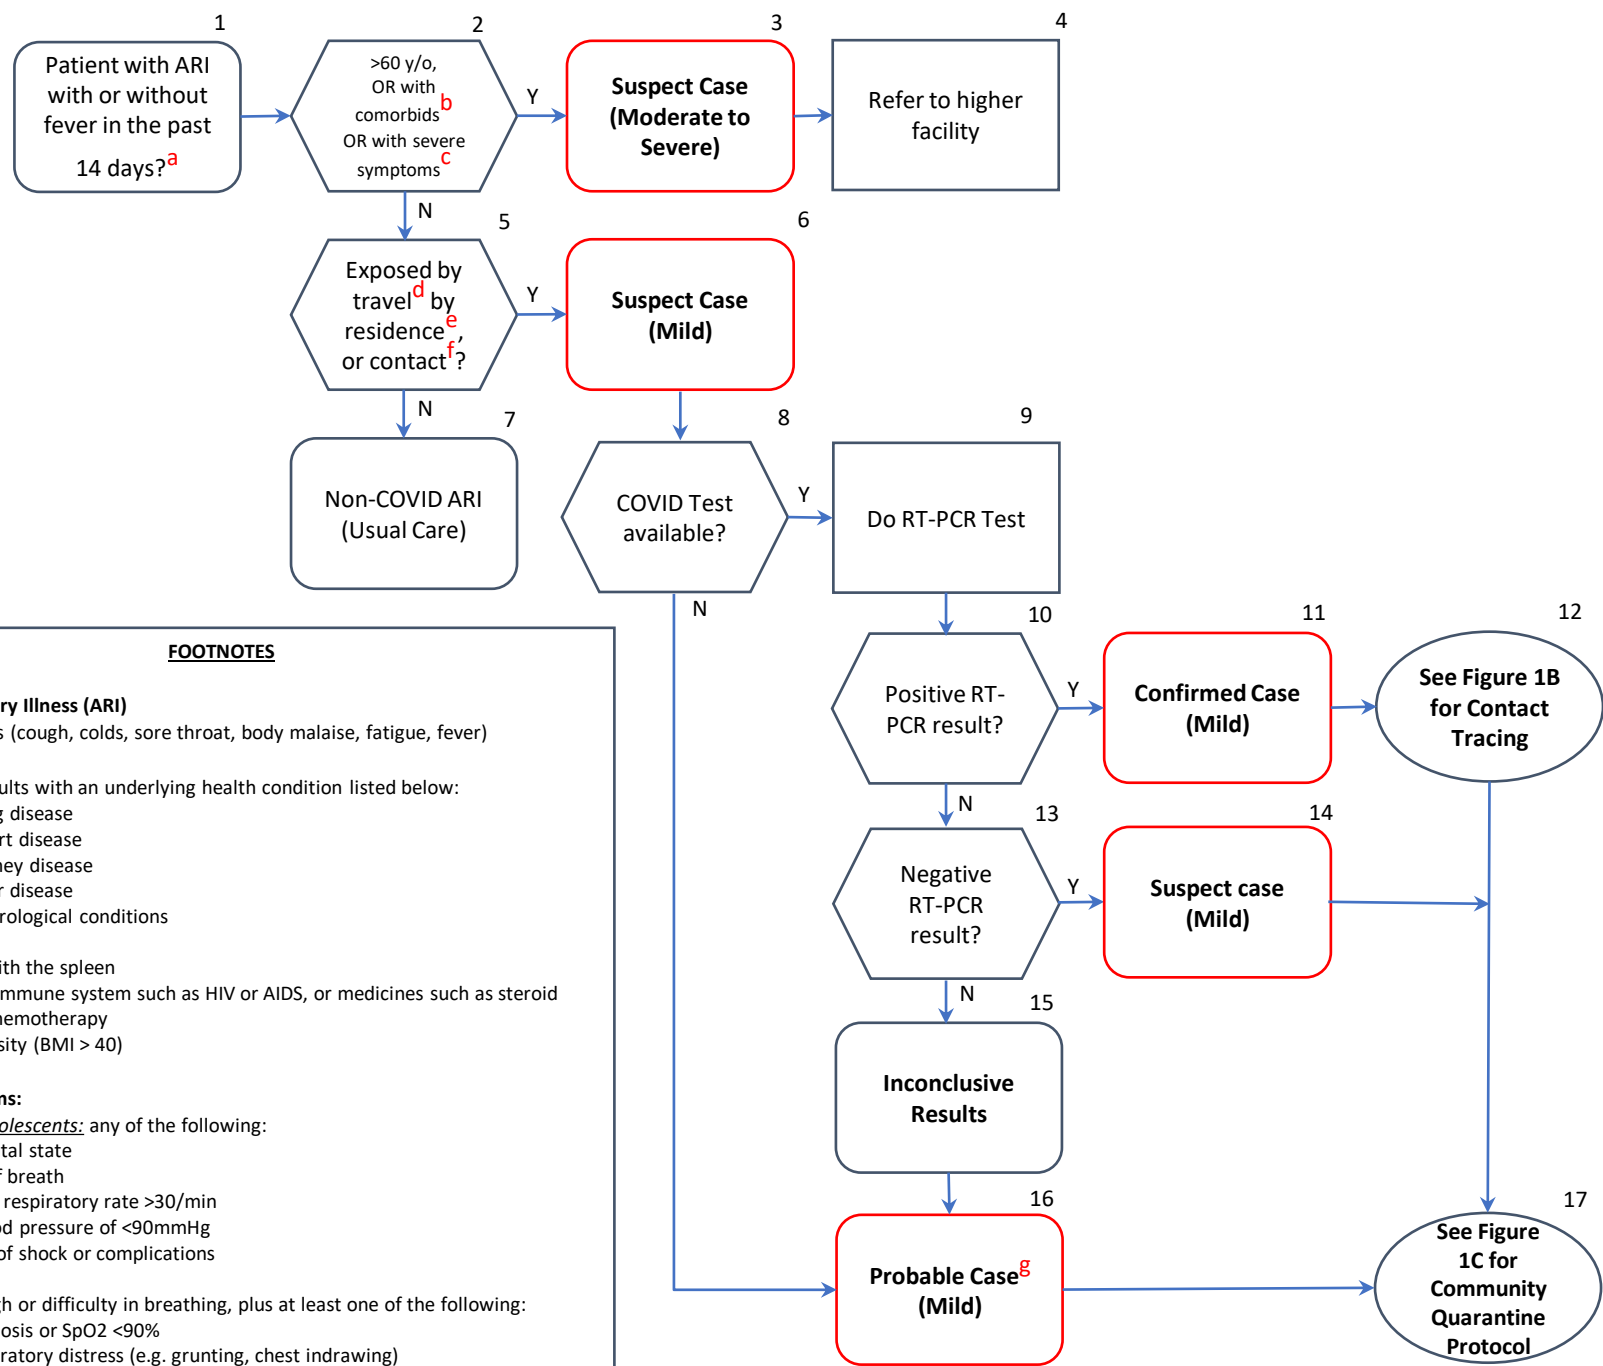 1
Patient with ARI
with or without
fever in the past
14 days?a
2
>60 y/o,
OR with
comorbidsb
OR with severe
symptomsc
Y
3
Suspect Case
(Moderate to
Severe)
4
Refer to higher
facility
N
5
Exposed by
traveld by
residencee,
or contactf?
Y
6
Suspect Case
(Mild)
N
7
Non-COVID ARI
(Usual Care)
8
COVID Test
available?
Y
9
Do RT-PCR Test
N
10
Positive RT-
PCR result?
Y
11
Confirmed Case
(Mild)
12
See Figure 1B
for Contact
Tracing
N
13
Negative
RT-PCR
result?
Y
14
Suspect case
(Mild)
N
15
Inconclusive
Results
16
Probable Caseg
(Mild)
17
See Figure
1C for
Community
Quarantine
Protocol
FOOTNOTES
ry Illness (ARI)
s (cough, colds, sore throat, body malaise, fatigue, fever)
ults with an underlying health condition listed below:
g disease
rt disease
ney disease
r disease
rological conditions
ith the spleen
immune system such as HIV or AIDS, or medicines such as steroid
hemotherapy
sity (BMI > 40)
ns:
olescents: any of the following:
tal state
f breath
respiratory rate >30/min
od pressure of <90mmHg
of shock or complications
gh or difficulty in breathing, plus at least one of the following:
osis or SpO2 <90%
ratory distress (e.g. grunting, chest indrawing)